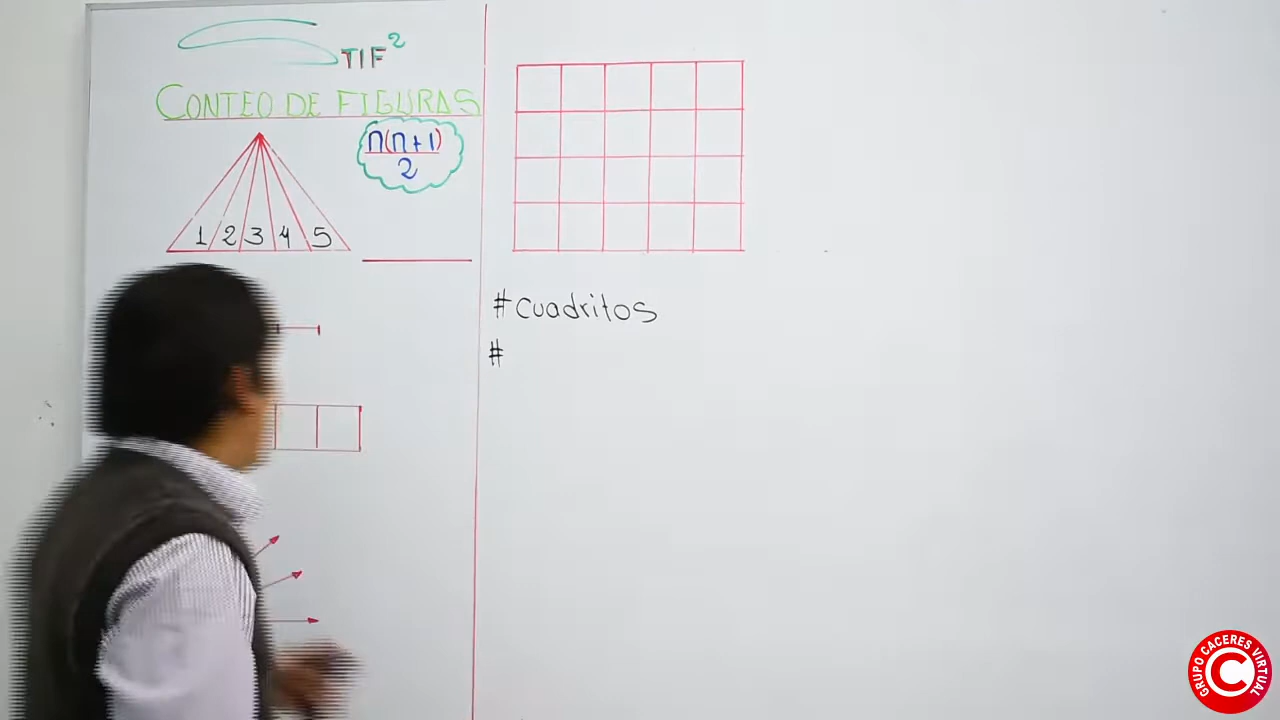 TIF²
CONTEO DE FIGURAS
n(n+1)
2
1 2 3 4 5
#cuadritos
#
GRUPO CACERES VIRTUAL
C